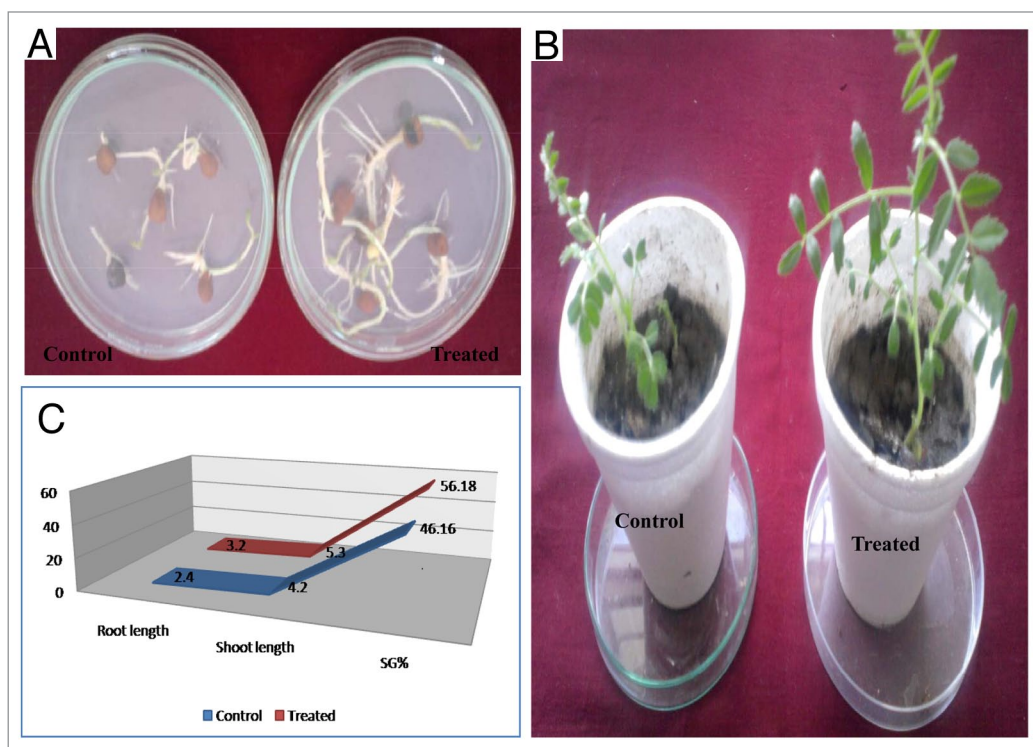 A
Control
Treated
B
Control
Treated
C
60
40
20
0
56.18
46.16
3.2
5.3
2.4
4.2
Root length
Shoot length
SG%
Control
Treated